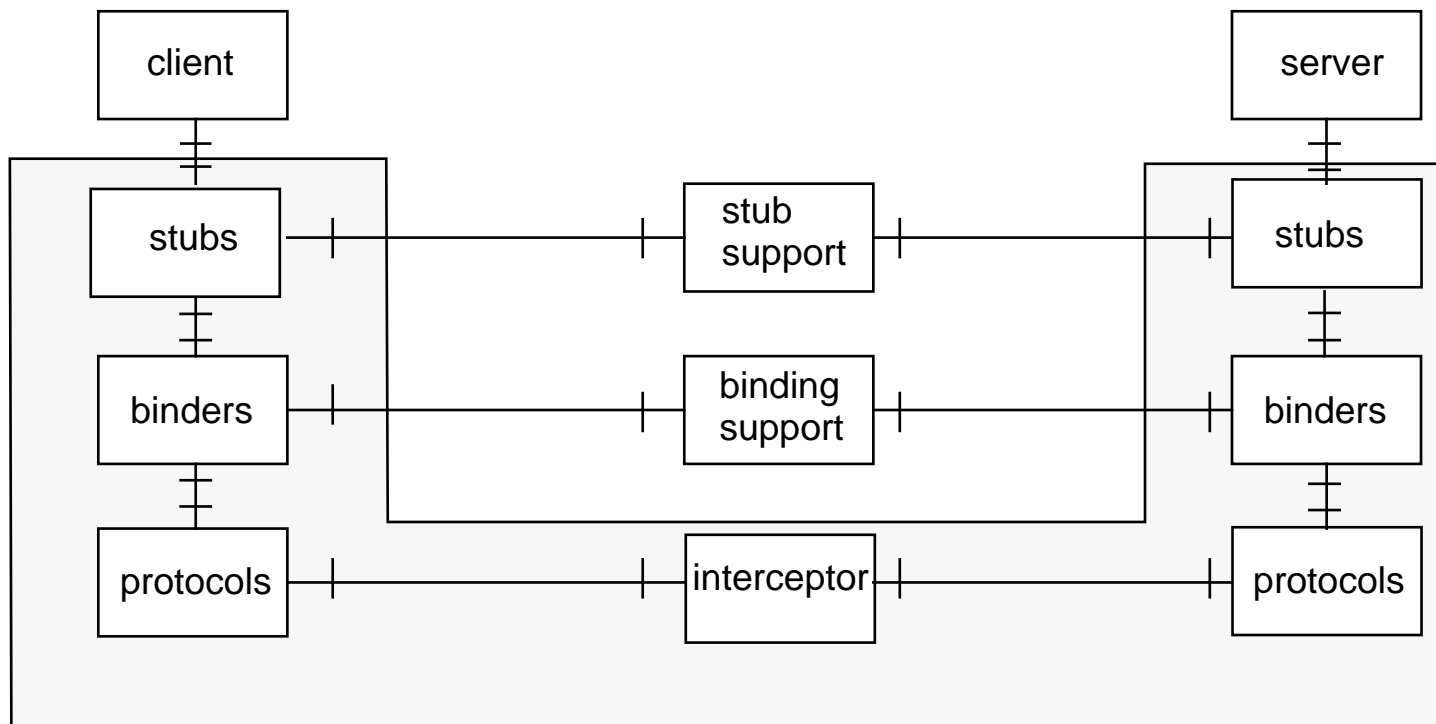 client
server
stubs
stub
support
stubs
binders
binding
support
binders
protocols
interceptor
protocols